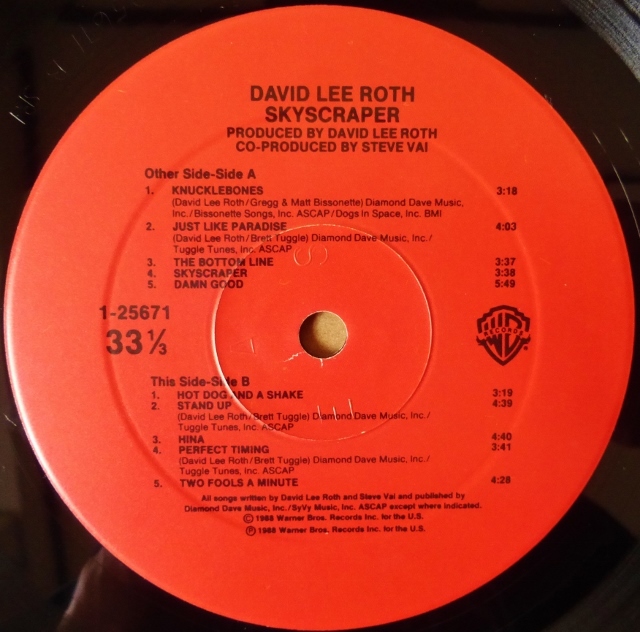 DAVID LEE ROTH
SKYSCRAPER
PRODUCED BY DAVID LEE ROTH
CO-PRODUCED BY STEVE VAI
Other Side-Side A
1. KNUCKLEBONES 3:18
(David Lee Roth/Gregg & Matt Bissonette) Diamond Dave Music,
Inc./Bissonette Songs, Inc. ASCAP/Dogs In Space, Inc. BMI
2. JUST LIKE PARADISE 4:03
(David Lee Roth/Brett Tuggle) Diamond Dave Music, Inc./
Tuggle Tunes, Inc. ASCAP
3. THE BOTTOM LINE 3:37
4. SKYSCRAPER 3:38
5. DAMN GOOD 5:49
1-25671
33⅓
WB
RECORDS
®
This Side-Side B
1. HOT DOG AND A SHAKE 3:19
2. STAND UP 4:39
(David Lee Roth/Brett Tuggle) Diamond Dave Music, Inc./
Tuggle Tunes, Inc. ASCAP
3. HINA 4:40
4. PERFECT TIMING 3:41
(David Lee Roth/Brett Tuggle) Diamond Dave Music, Inc./
Tuggle Tunes, Inc. ASCAP
5. TWO FOOLS A MINUTE 4:28
All songs written by David Lee Roth and Steve Vai and published by
Diamond Dave Music, Inc./SyVy Music, Inc. ASCAP except where indicated.
© 1988 Warner Bros. Records Inc. for the U.S.
℗ 1988 Warner Bros. Records Inc. for the U.S.